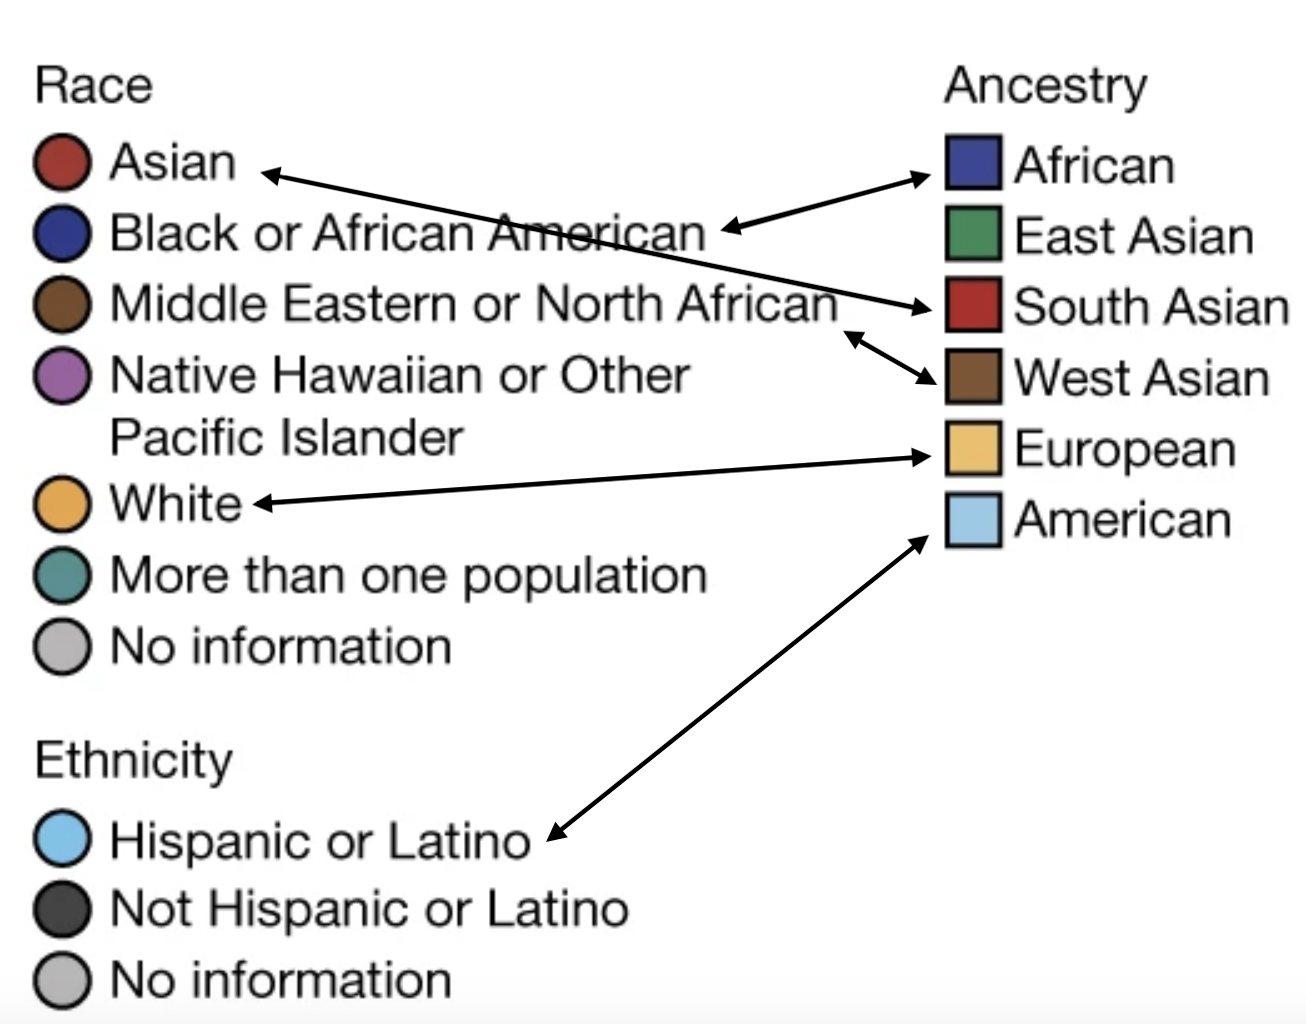 Race
Asian
Black or African American
Middle Eastern or North African
Native Hawaiian or Other
Pacific Islander
White
More than one population
No information
Ethnicity
Hispanic or Latino
Not Hispanic or Latino
No information
Ancestry
African
East Asian
South Asian
West Asian
European
American